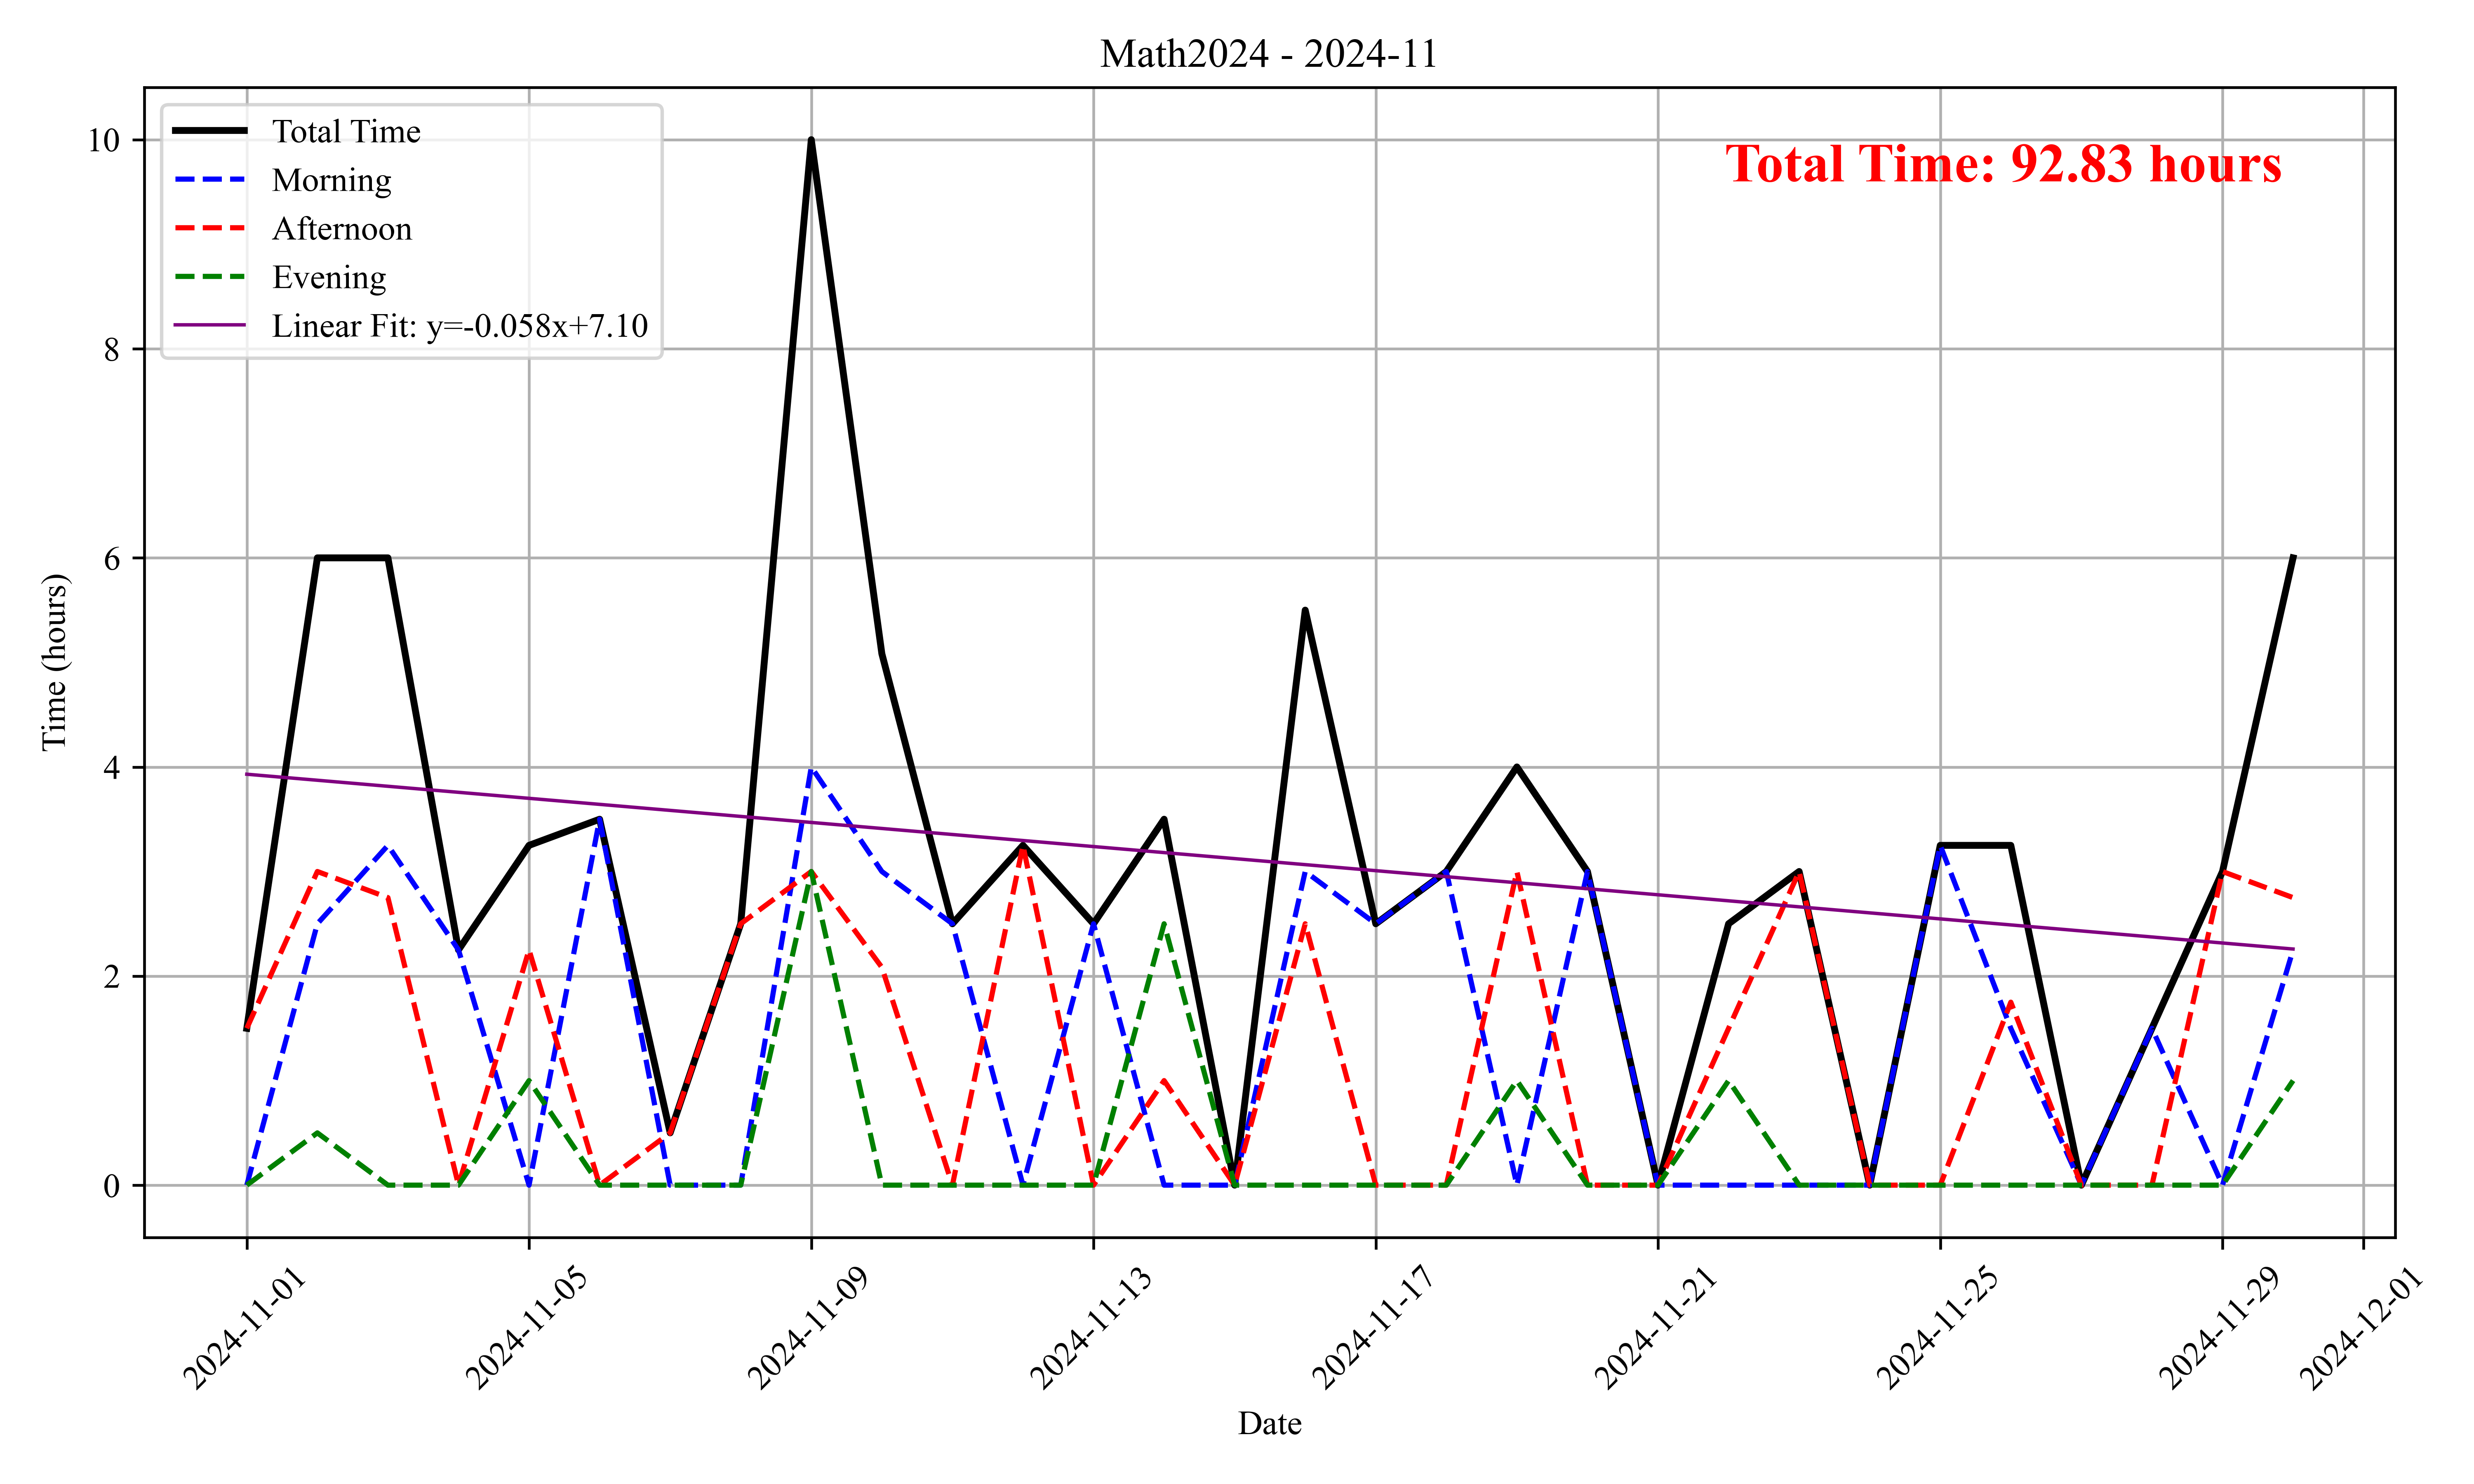 Math2024 - 2024-11
Total Time
Morning
Afternoon
Evening
Linear Fit: y=-0.058x+7.10
Total Time: 92.83 hours
10
8
6
4
2
0
Time (hours)
2024-11-01
2024-11-05
2024-11-09
2024-11-13
2024-11-17
2024-11-21
2024-11-25
2024-11-29
2024-12-01
Date